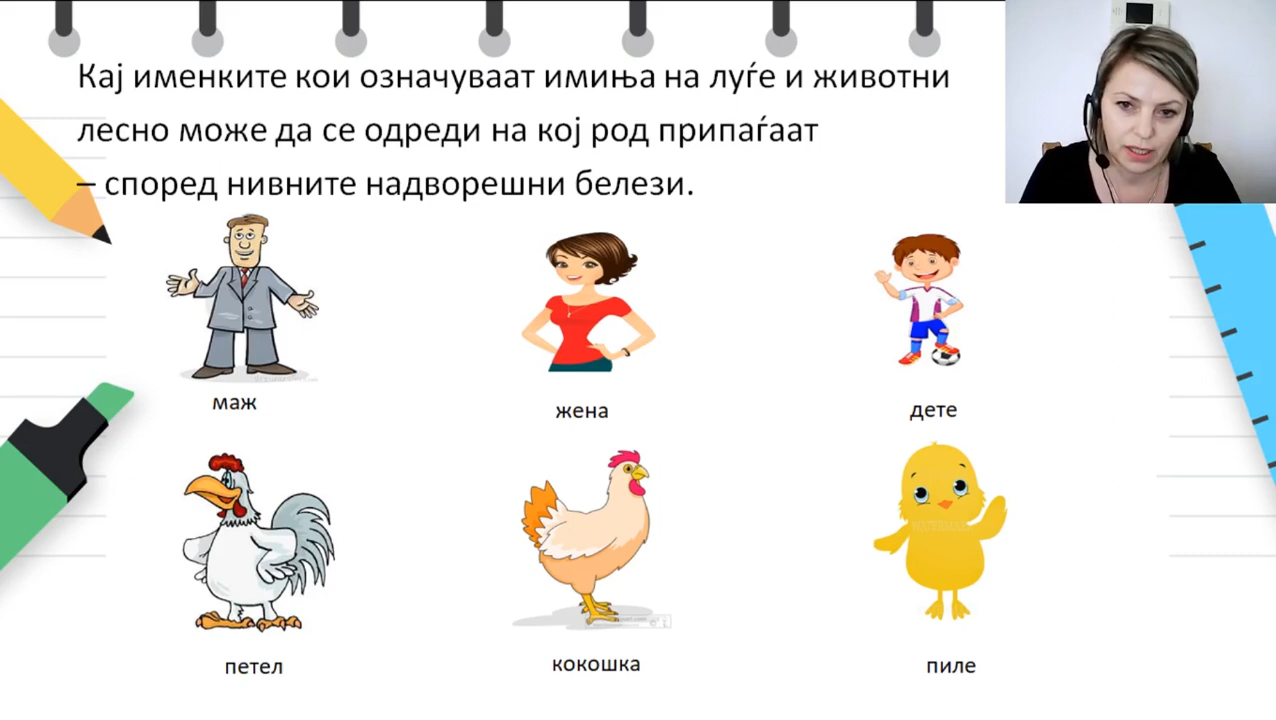 Кај именките кои означуваат имиња на луѓе и животни
лесно може да се одреди на кој род припаѓаат
– според нивните надворешни белези.
маж
жена
дете
петел
кокошка
пиле